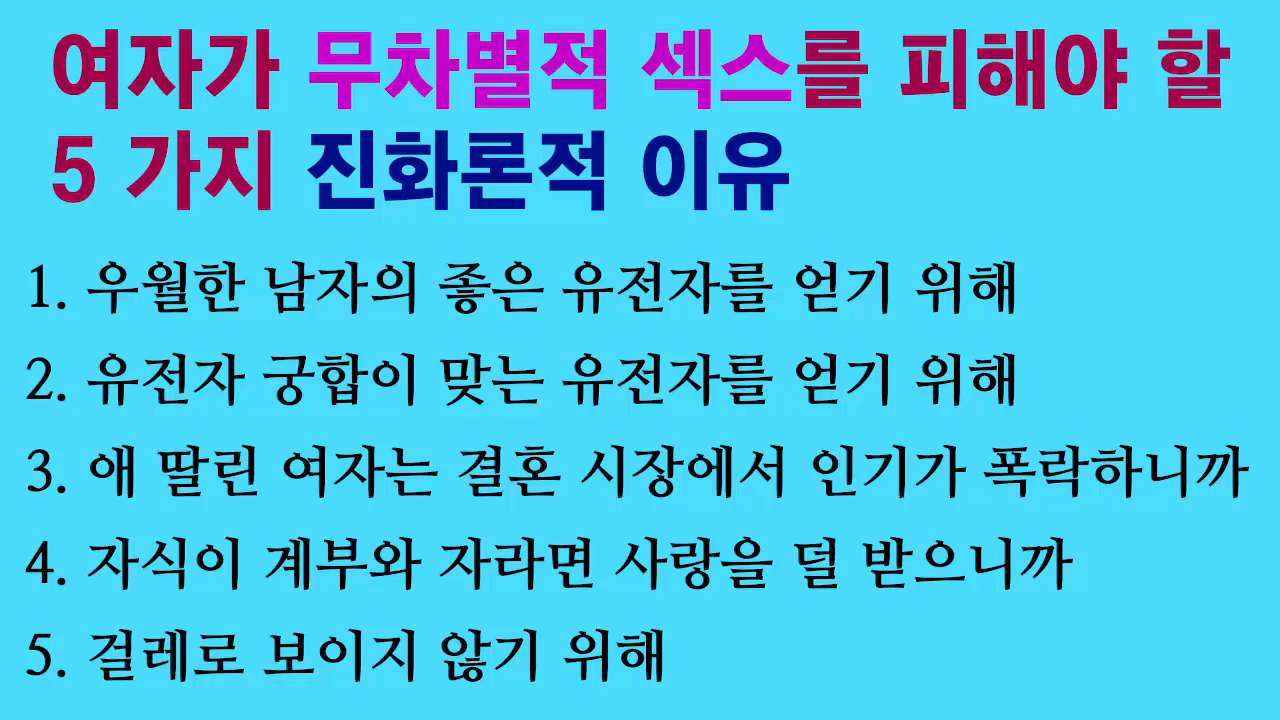 여자가 무차별적 섹스를 피해야 할
5 가지 진화론적 이유
1. 우월한 남자의 좋은 유전자를 얻기 위해
2. 유전자 궁합이 맞는 유전자를 얻기 위해
3. 애 딸린 여자는 결혼 시장에서 인기가 폭락하니까
4. 자식이 계부와 자라면 사랑을 덜 받으니까
5. 걸레로 보이지 않기 위해